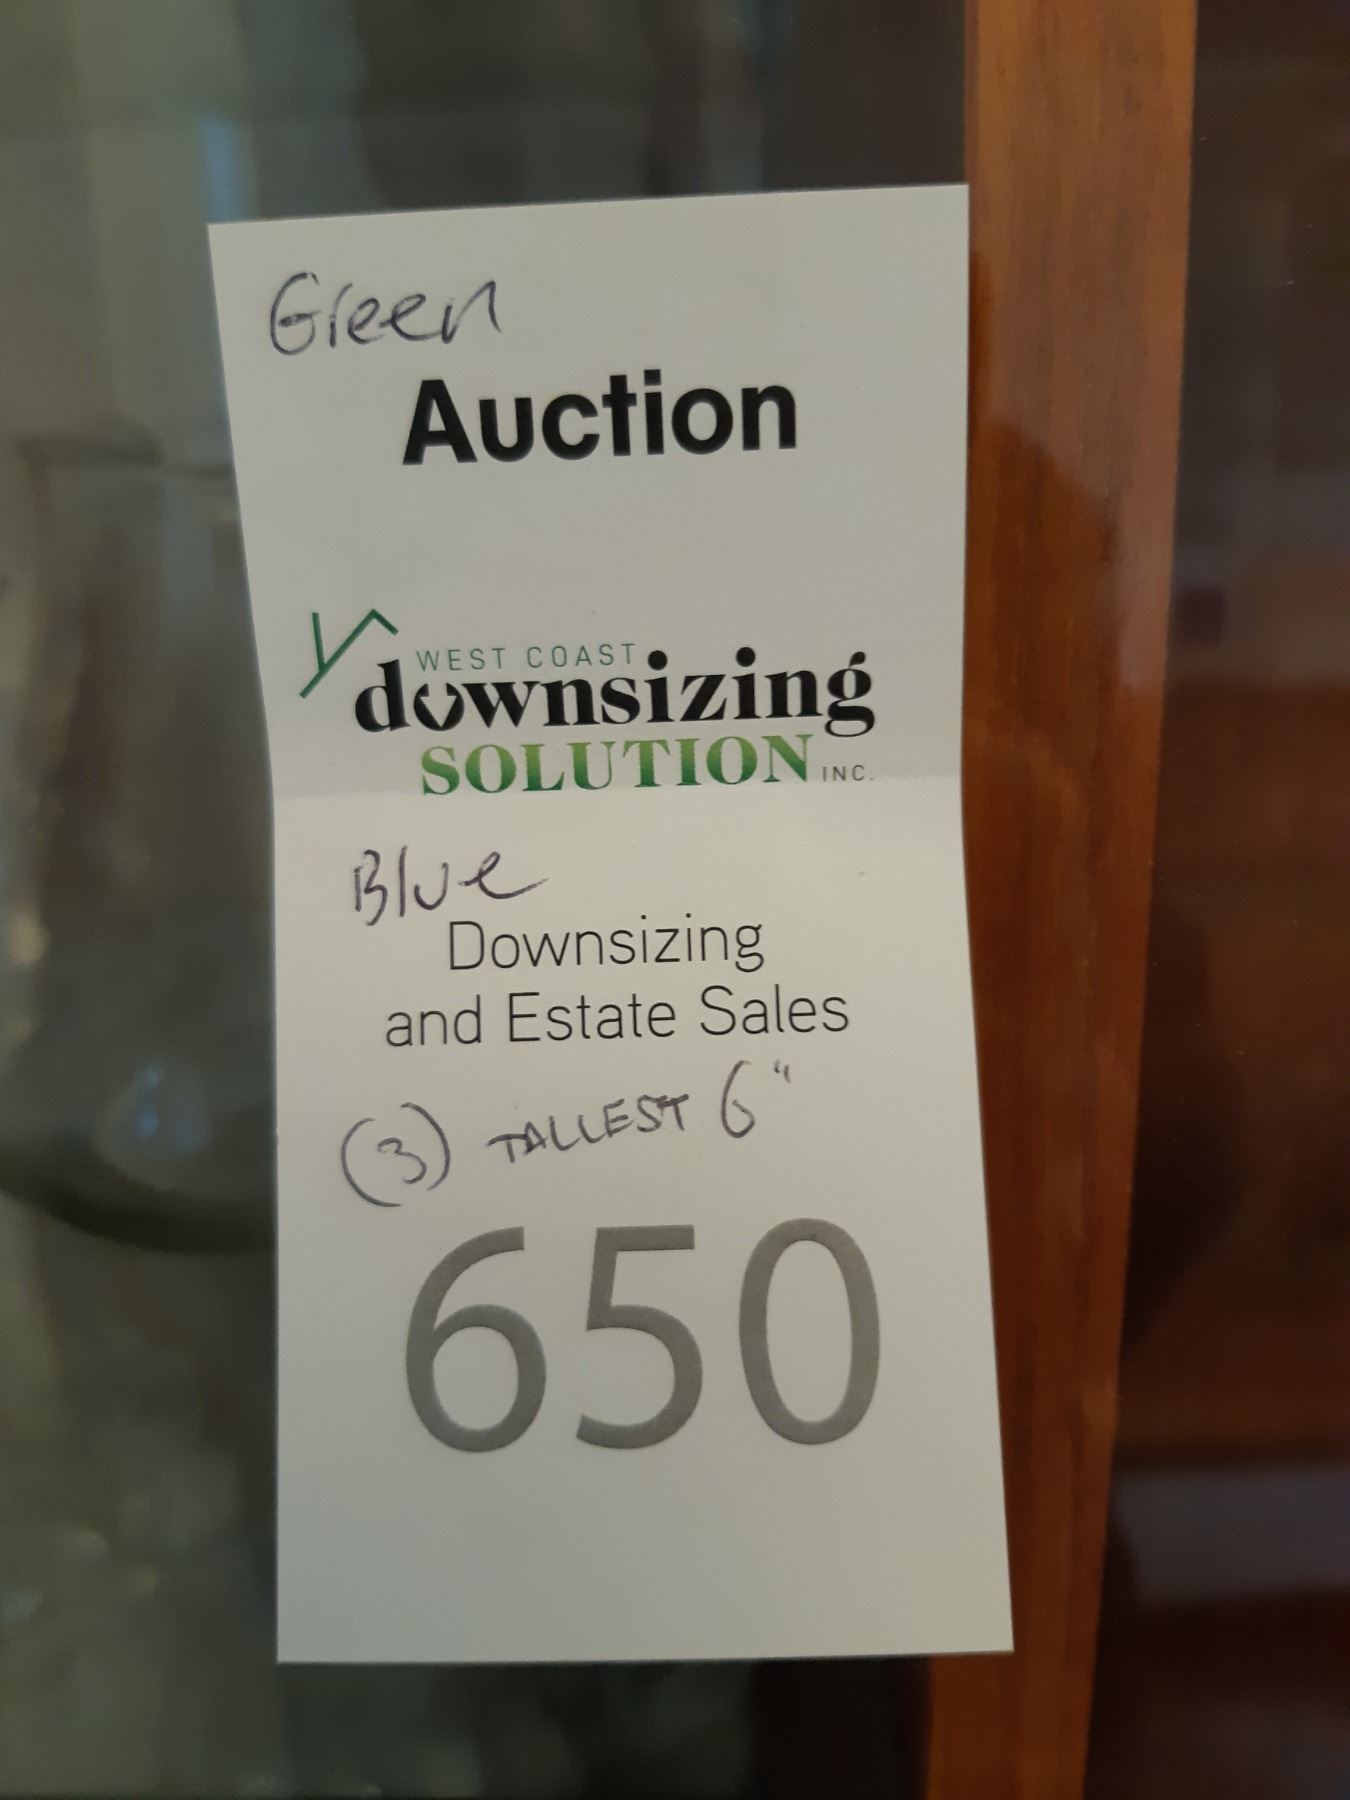 Green
Auction
WEST COAST
downsizing
SOLUTION INC.
Blue
Downsizing
and Estate Sales
(3) TALLEST 6"
650